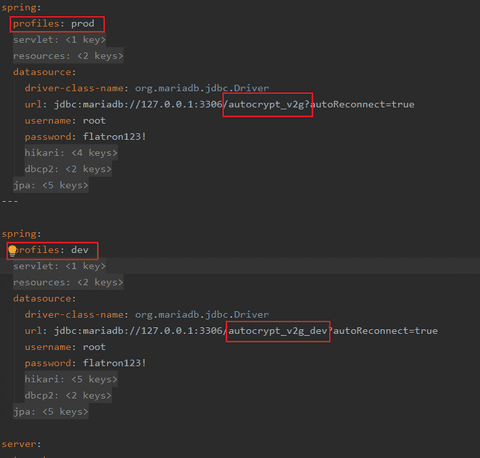 spring:
profiles: prod
servlet: <1 key>
resources: <2 keys>
datasource:
driver-class-name: org.mariadb.jdbc.Driver
url: jdbc:mariadb://127.0.0.1:3306/autocrypt_v2g?autoReconnect=true
username: root
password: flatron123!
hikari: <4 keys>
dbcp2: <2 keys>
jpa: <5 keys>
---
spring:
profiles: dev
servlet: <1 key>
resources: <2 keys>
datasource:
driver-class-name: org.mariadb.jdbc.Driver
url: jdbc:mariadb://127.0.0.1:3306/autocrypt_v2g_dev?autoReconnect=true
username: root
password: flatron123!
hikari: <5 keys>
dbcp2: <2 keys>
jpa: <5 keys>
server: